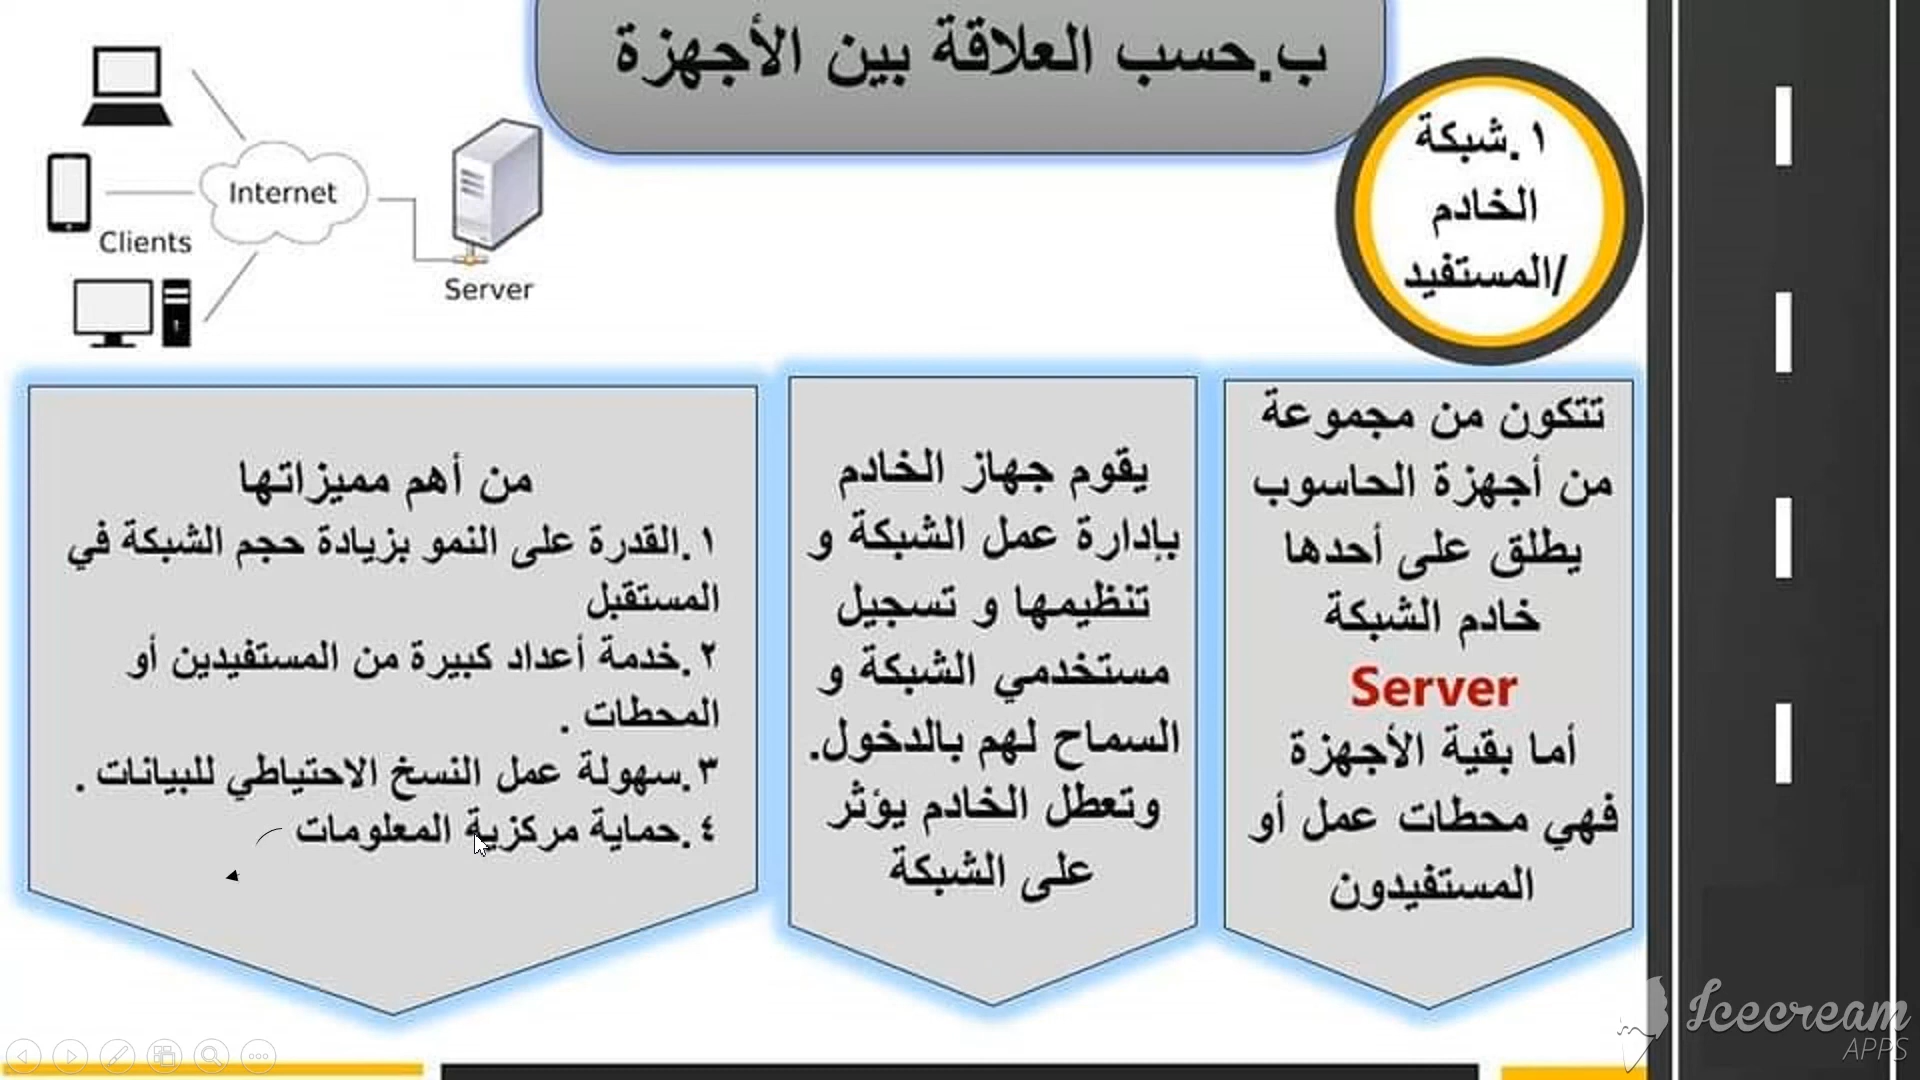 ب.حسب العلاقة بين الأجهزة
١.شبكة
الخادم
/المستفيد
Internet
Clients
Server
تتكون من مجموعة
من أجهزة الحاسوب
يطلق على أحدها
خادم الشبكة
Server
أما بقية الأجهزة
فهي محطات عمل أو
المستفيدون
يقوم جهاز الخادم
بإدارة عمل الشبكة و
تنظيمها و تسجيل
مستخدمي الشبكة و
السماح لهم بالدخول.
وتعطل الخادم يؤثر
على الشبكة
من أهم مميزاتها
١.القدرة على النمو بزيادة حجم الشبكة في
المستقبل
٢.خدمة أعداد كبيرة من المستفيدين أو
المحطات .
٣.سهولة عمل النسخ الاحتياطي للبيانات .
٤.حماية مركزية المعلومات
Icecream
APPS